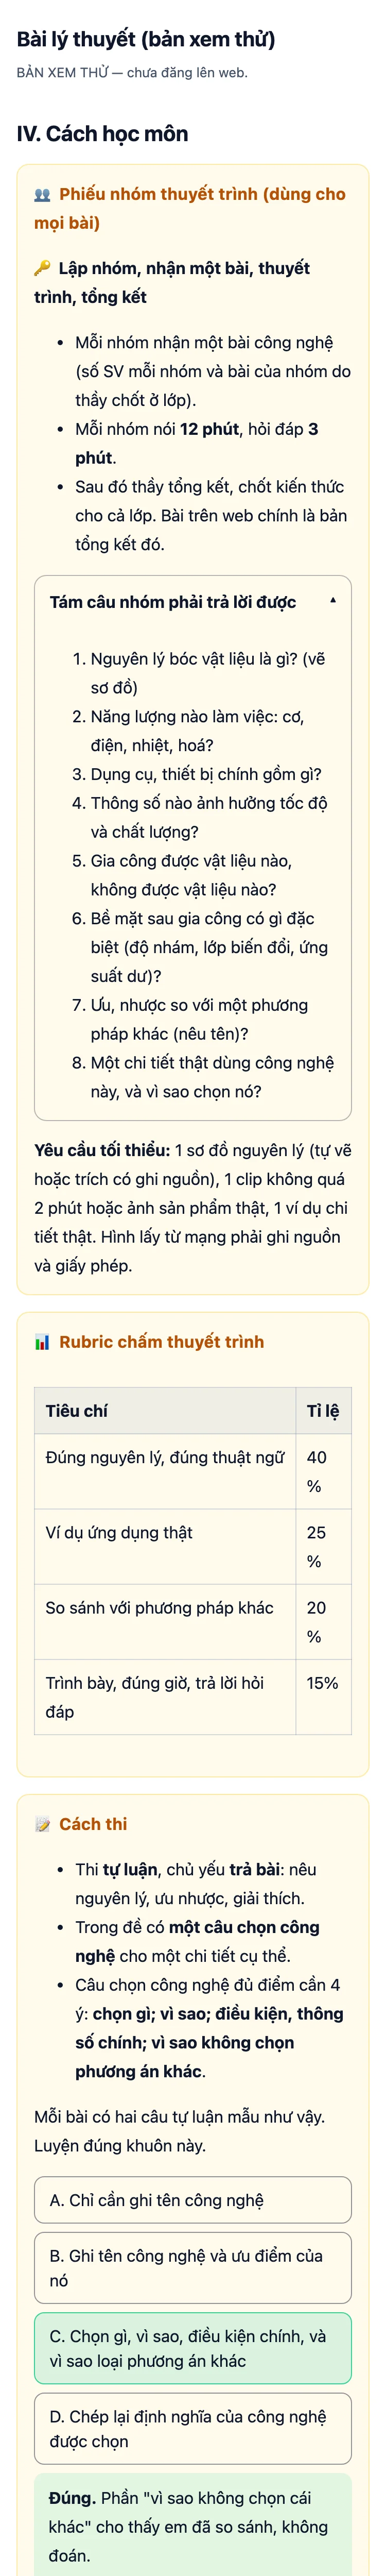 Bài lý thuyết (bản xem thử)
BẢN XEM THỬ — chưa đăng lên web.
IV. Cách học môn
👥 Phiếu nhóm thuyết trình (dùng cho
mọi bài)
🔑 Lập nhóm, nhận một bài, thuyết
trình, tổng kết
• Mỗi nhóm nhận một bài công nghệ
(số SV mỗi nhóm và bài của nhóm do
thầy chốt ở lớp).
• Mỗi nhóm nói 12 phút, hỏi đáp 3
phút.
• Sau đó thầy tổng kết, chốt kiến thức
cho cả lớp. Bài trên web chính là bản
tổng kết đó.
Tám câu nhóm phải trả lời được ▲
1. Nguyên lý bóc vật liệu là gì? (vẽ
sơ đồ)
2. Năng lượng nào làm việc: cơ,
điện, nhiệt, hoá?
3. Dụng cụ, thiết bị chính gồm gì?
4. Thông số nào ảnh hưởng tốc độ
và chất lượng?
5. Gia công được vật liệu nào,
không được vật liệu nào?
6. Bề mặt sau gia công có gì đặc
biệt (độ nhám, lớp biến đổi, ứng
suất dư)?
7. Ưu, nhược so với một phương
pháp khác (nêu tên)?
8. Một chi tiết thật dùng công nghệ
này, và vì sao chọn nó?
Yêu cầu tối thiểu: 1 sơ đồ nguyên lý (tự vẽ
hoặc trích có ghi nguồn), 1 clip không quá
2 phút hoặc ảnh sản phẩm thật, 1 ví dụ chi
tiết thật. Hình lấy từ mạng phải ghi nguồn
và giấy phép.
📊 Rubric chấm thuyết trình
Tiêu chí Tỉ lệ
Đúng nguyên lý, đúng thuật ngữ 40
%
Ví dụ ứng dụng thật 25
%
So sánh với phương pháp khác 20
%
Trình bày, đúng giờ, trả lời hỏi 15%
đáp
📝 Cách thi
• Thi tự luận, chủ yếu trả bài: nêu
nguyên lý, ưu nhược, giải thích.
• Trong đề có một câu chọn công
nghệ cho một chi tiết cụ thể.
• Câu chọn công nghệ đủ điểm cần 4
ý: chọn gì; vì sao; điều kiện, thông
số chính; vì sao không chọn
phương án khác.
Mỗi bài có hai câu tự luận mẫu như vậy.
Luyện đúng khuôn này.
A. Chỉ cần ghi tên công nghệ
B. Ghi tên công nghệ và ưu điểm của
nó
C. Chọn gì, vì sao, điều kiện chính, và
vì sao loại phương án khác
D. Chép lại định nghĩa của công nghệ
được chọn
Đúng. Phần "vì sao không chọn cái
khác" cho thấy em đã so sánh, không
đoán.